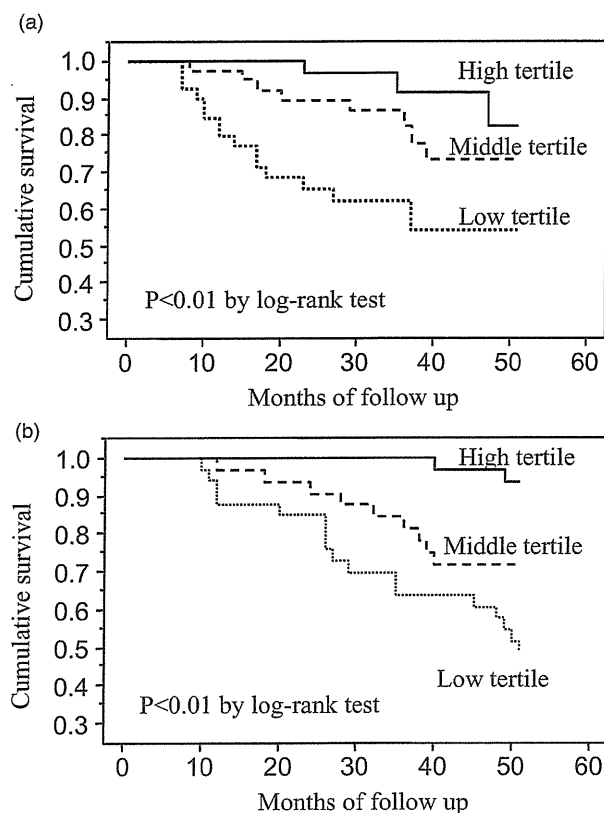 (a)
1.0
High tertile
0.9
0.8
Middle tertile
0.7
0.6
Low tertile
0.5
0.4
P<0.01 by log-rank test
0.3
Cumulative survival
0 10 20 30 40 50 60
Months of follow up
(b)
1.0
High tertile
0.9
0.8
Middle tertile
0.7
0.6
0.5
Low tertile
0.4
P<0.01 by log-rank test
0.3
Cumulative survival
0 10 20 30 40 50 60
Months of follow up